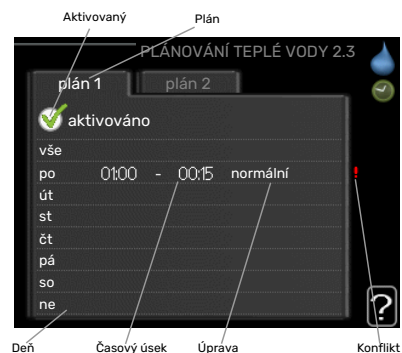 Aktivovaný Plán
PLÁNOVÁNÍ TEPLÉ VODY 2.3
plán 1 plán 2
aktivováno
vše
po 01:00 - 00:15 normální !
út
st
čt
pá
so
ne
?
Deň Časový úsek Úprava Konflikt